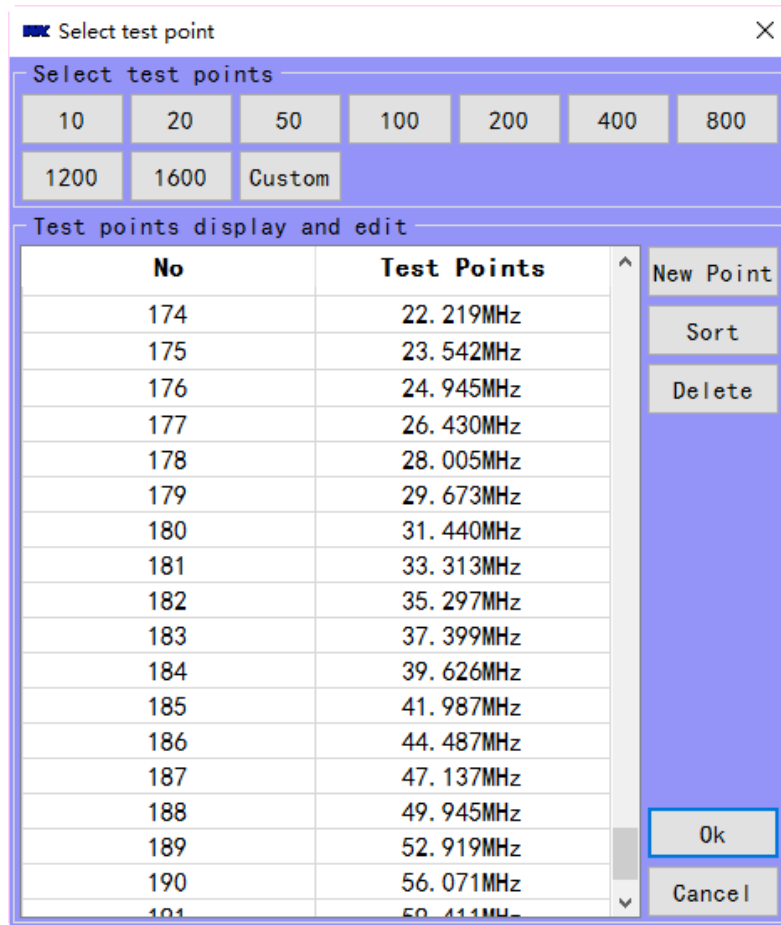 Select test point
Select test points
10 20 50 100 200 400 800
1200 1600 Custom
Test points display and edit
No Test Points New Point
174 22.219MHz
175 23.542MHz Sort
176 24.945MHz Delete
177 26.430MHz
178 28.005MHz
179 29.673MHz
180 31.440MHz
181 33.313MHz
182 35.297MHz
183 37.399MHz
184 39.626MHz
185 41.987MHz
186 44.487MHz
187 47.137MHz
188 49.945MHz
189 52.919MHz Ok
190 56.071MHz Cancel
191 59.411MHz